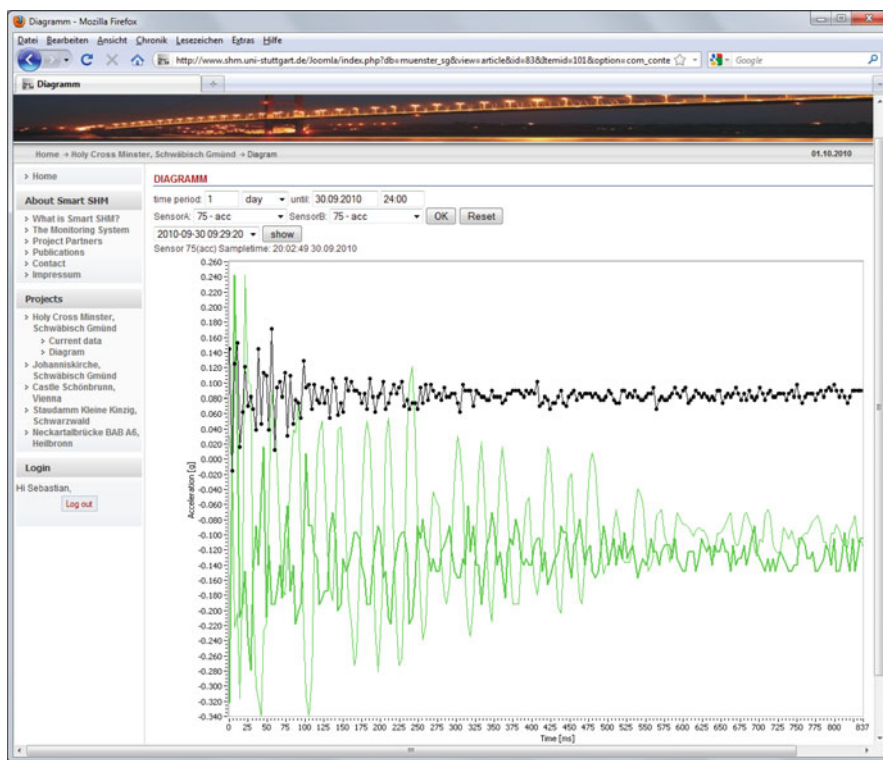 Diagramm - Mozilla Firefox
Datei Bearbeiten Ansicht Chronik Lesezeichen Extras Hilfe
http://www.shm.uni-stuttgart.de/Joomla/index.php?db=muenster_sg&view=article&id=83&Itemid=101&option=com_conte
Google
Diagramm
Home → Holy Cross Minster, Schwäbisch Gmünd → Diagram
01.10.2010
Home
About Smart SHM
What is Smart SHM?
The Monitoring System
Project Partners
Publications
Contact
Impressum
Projects
Holy Cross Minster,
Schwäbisch Gmünd
Current data
Diagram
Johanniskirche,
Schwäbisch Gmünd
Castle Schönbrunn,
Vienna
Staudamm Kleine Kinzig,
Schwarzwald
Neckartalbrücke BAB A6,
Heilbronn
Login
Hi Sebastian,
Log out
DIAGRAMM
time period: 1 day until: 30.09.2010 24:00
SensorA: 75 - acc SensorB: 75 - acc OK Reset
2010-09-30 09:29:20 show
Sensor 75(acc) Sampletime: 20:02:49 30.09.2010
Acceleration [g]
0.260
0.240
0.220
0.200
0.180
0.160
0.140
0.120
0.100
0.080
0.060
0.040
0.020
0.000
-0.020
-0.040
-0.060
-0.080
-0.100
-0.120
-0.140
-0.160
-0.180
-0.200
-0.220
-0.240
-0.260
-0.280
-0.300
-0.320
-0.340
0 25 50 75 100 125 150 175 200 225 250 275 300 325 350 375 400 425 450 475 500 525 550 575 600 625 650 675 700 725 750 775 800 837
Time [ms]